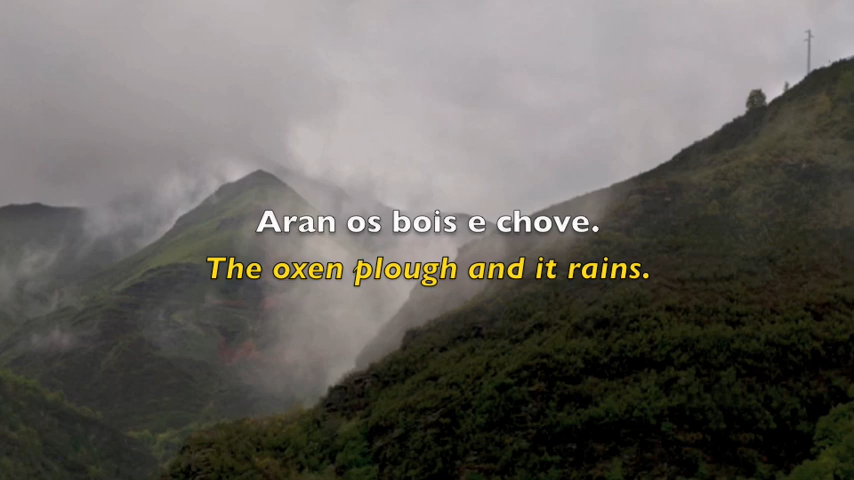 Aran os bois e chove.
The oxen plough and it rains.